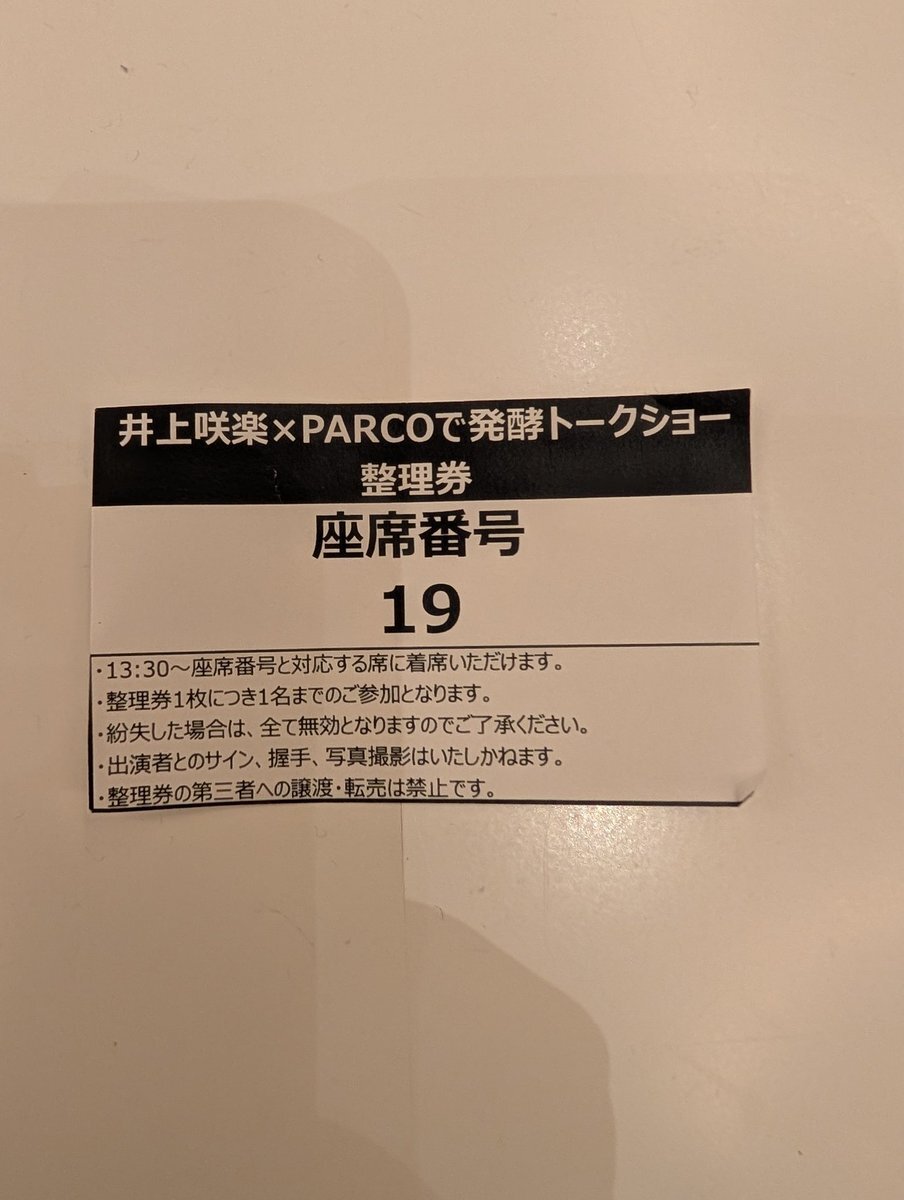 井上咲楽×PARCOで発酵トークショー
整理券
座席番号
19
・13:30～座席番号と対応する席に着席いただけます。
・整理券1枚につき1名までのご参加となります。
・紛失した場合は、全て無効となりますのでご了承ください。
・出演者とのサイン、握手、写真撮影はいたしかねます。
・整理券の第三者への譲渡・転売は禁止です。